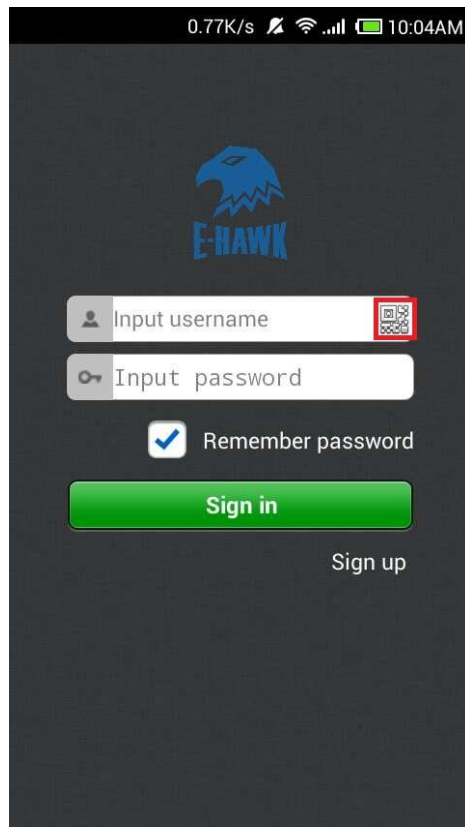 0.77K/s 10:04AM
E-HAWK
Input username
Input password
Remember password
Sign in
Sign up